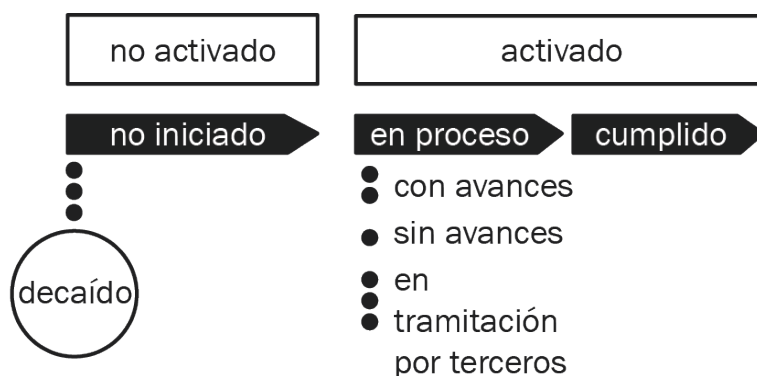 no activado
activado
no iniciado
en proceso
cumplido
con avances
sin avances
en
tramitación
por terceros
decaído